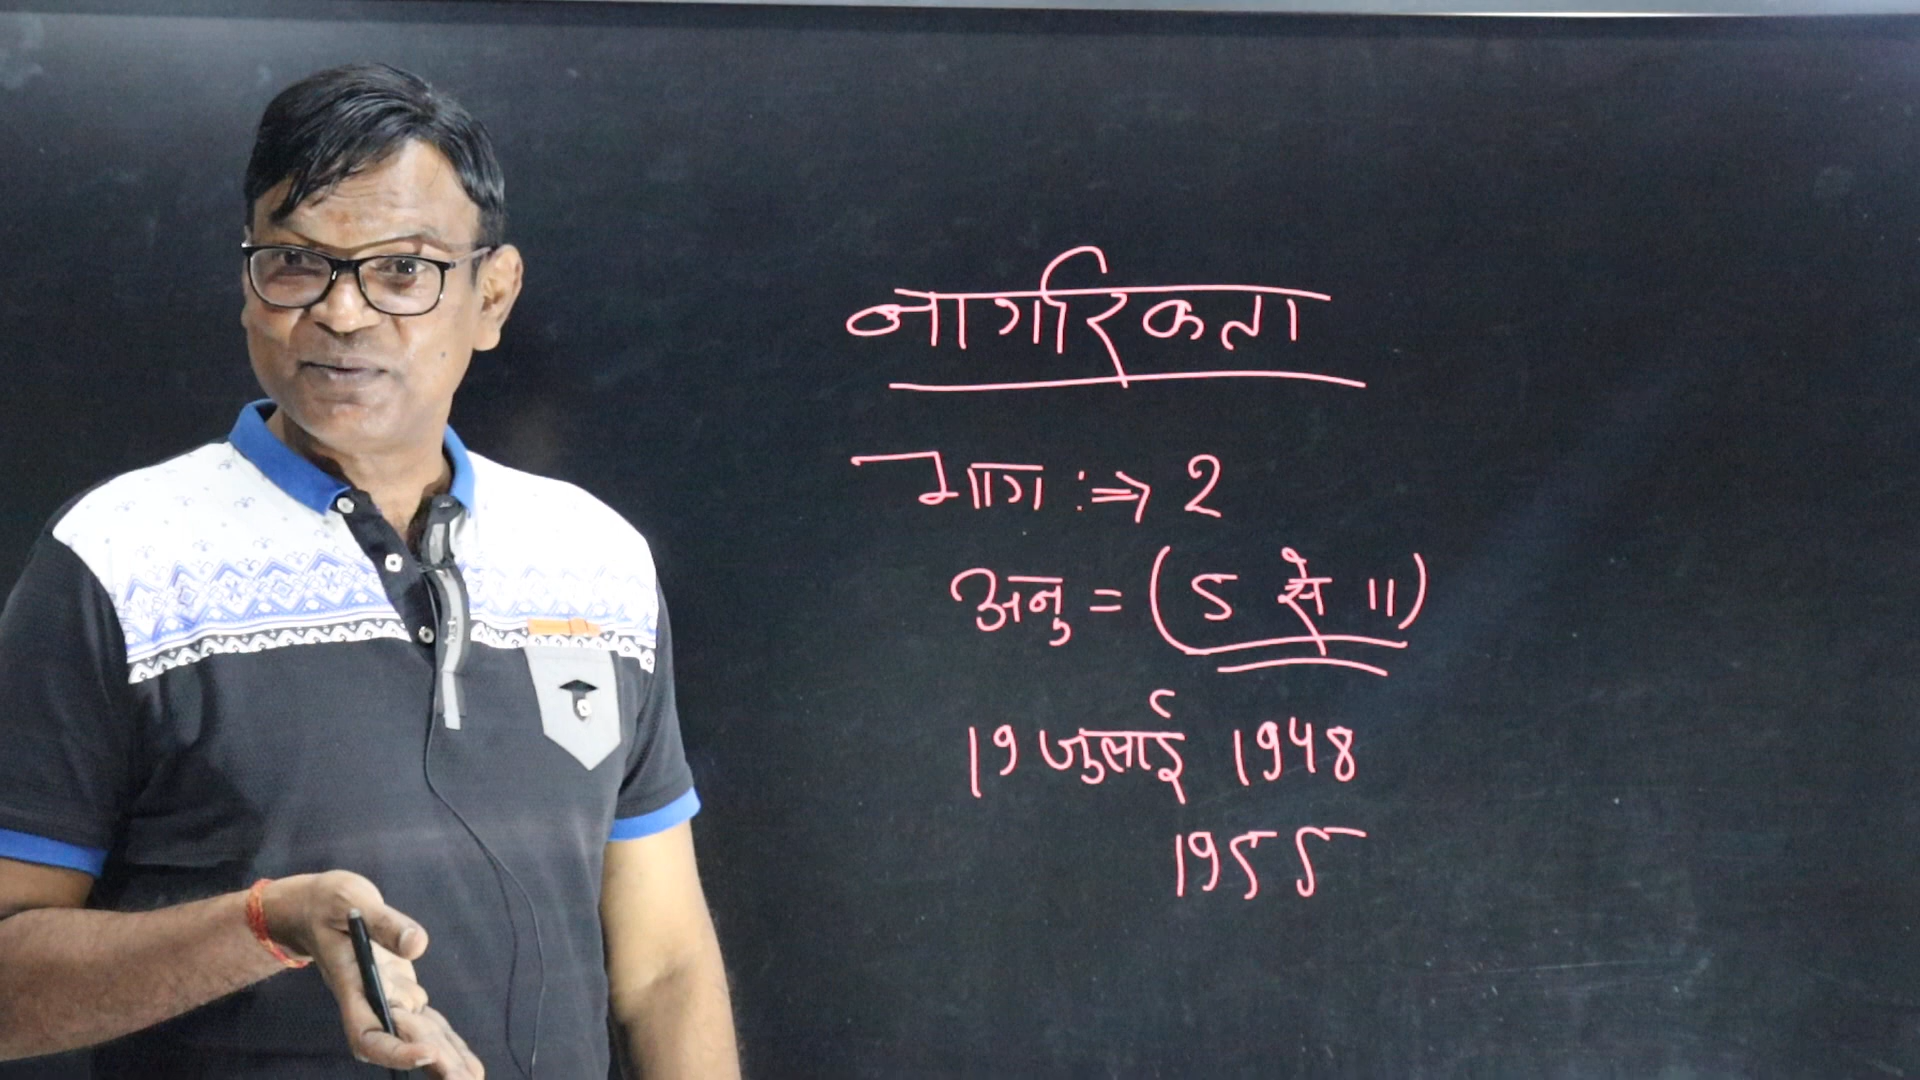 नागरिकता
भाग :⇒ 2
अनु = ( 5 से 11 )
19 जुलाई 1948
1955